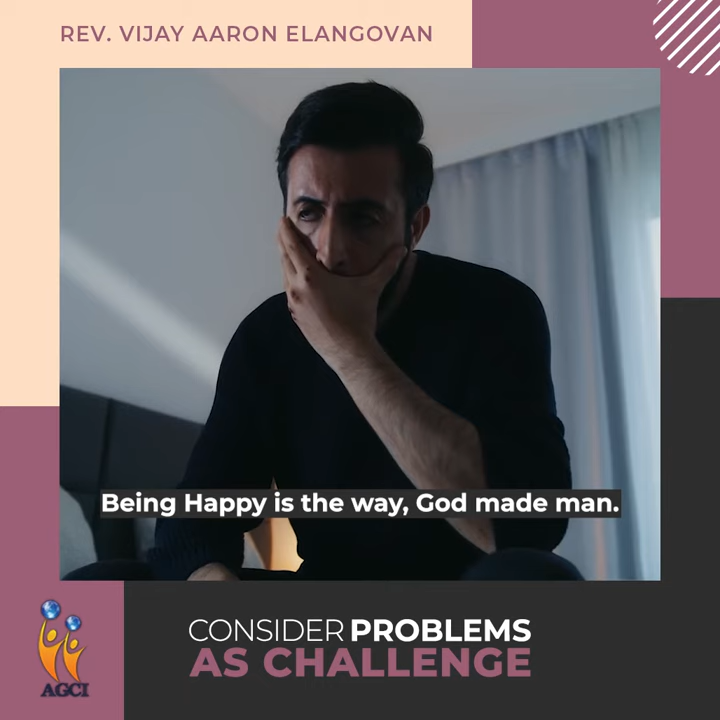 REV. VIJAY AARON ELANGOVAN
Being Happy is the way, God made man.
CONSIDER PROBLEMS
AS CHALLENGE
AGCI